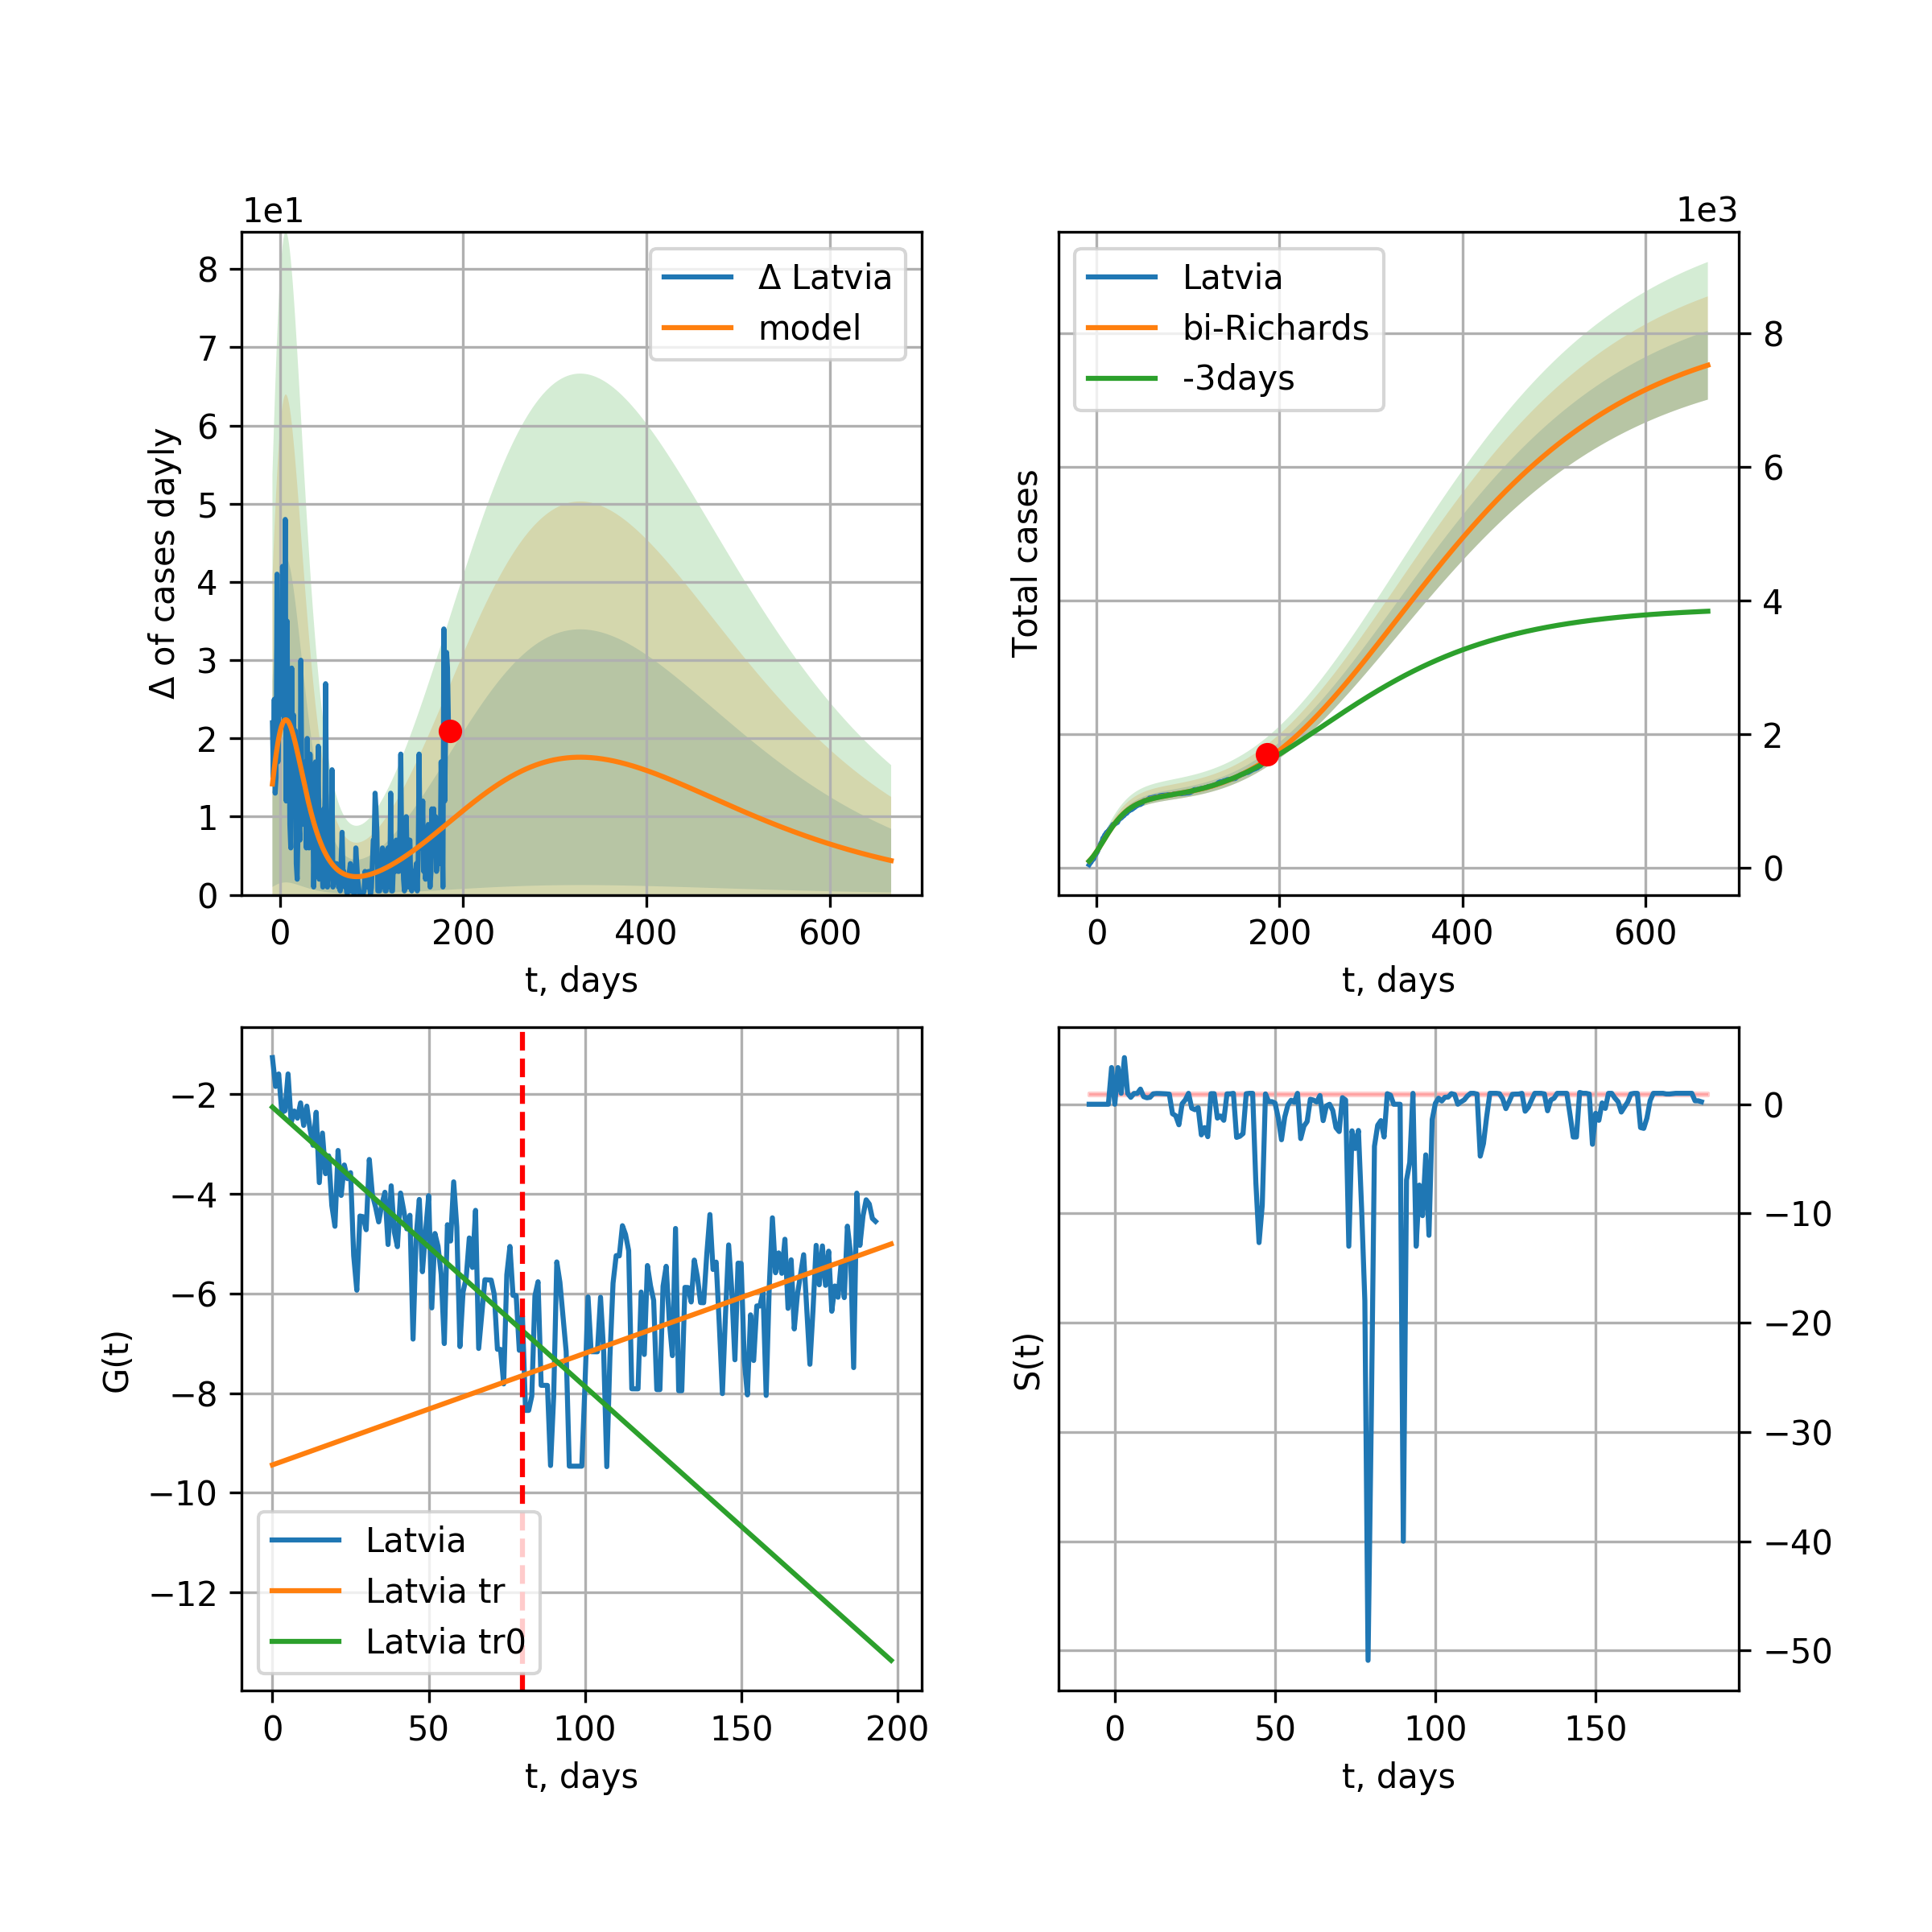 1e1
Δ of cases dayly
8
7
6
5
4
3
2
1
0
0 200 400 600
t, days
Δ Latvia
model
1e3
Total cases
8
6
4
2
0
0 200 400 600
t, days
Latvia
bi-Richards
-3days
G(t)
−2
−4
−6
−8
−10
−12
0 50 100 150 200
t, days
Latvia
Latvia tr
Latvia tr0
S(t)
0
−10
−20
−30
−40
−50
0 50 100 150
t, days